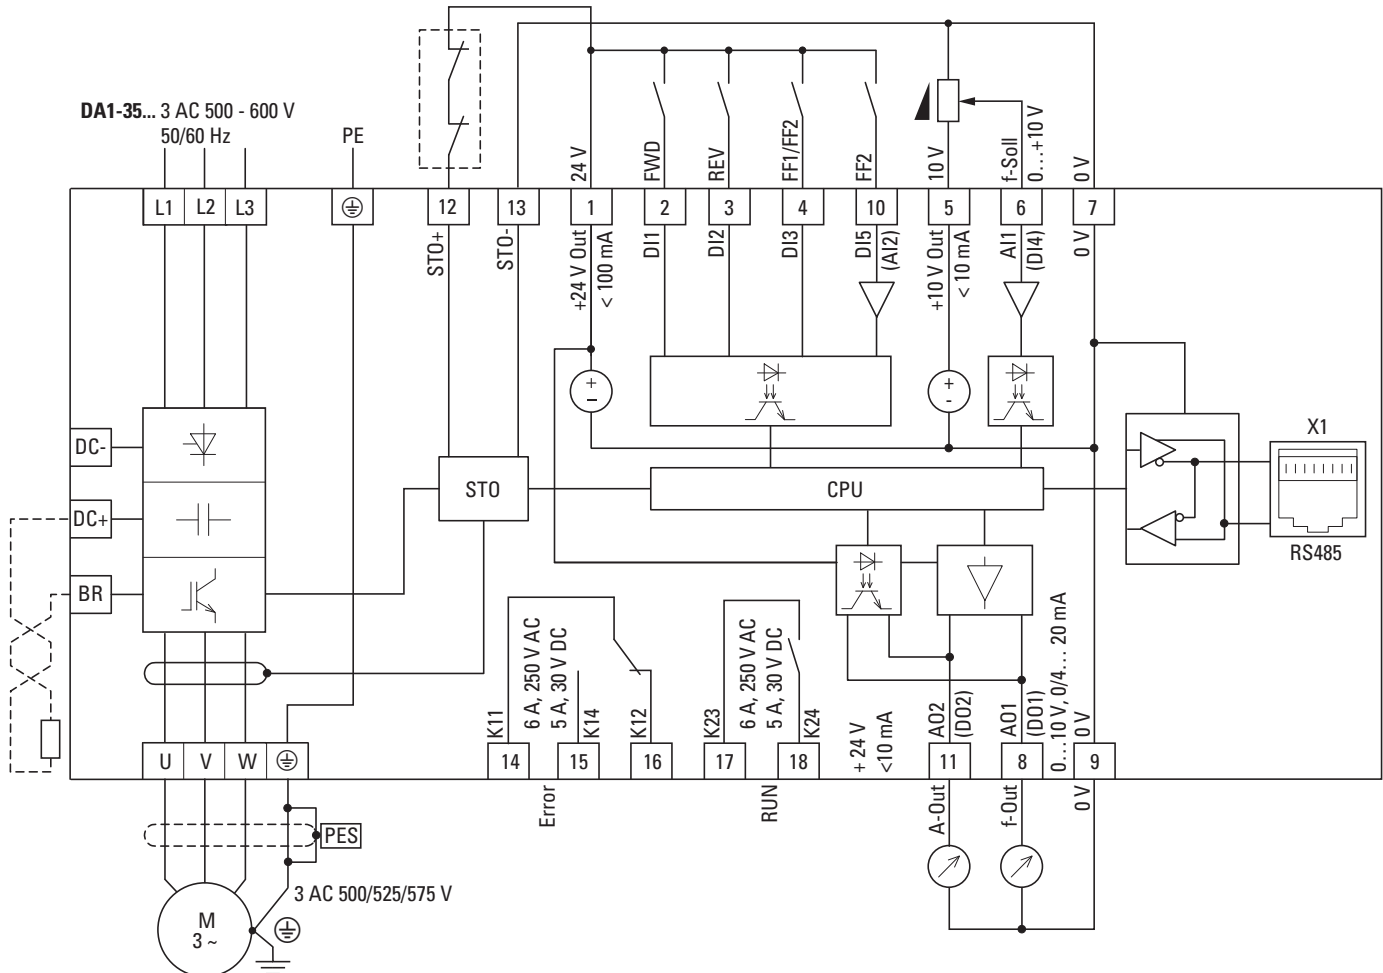 DA1-35... 3 AC 500 - 600 V
50/60 Hz
PE
24 V
FWD
REV
FF1/FF2
FF2
10 V
f-Soll
0...+10 V
0 V
L1
L2
L3
12
13
1
2
3
4
10
5
6
7
STO+
STO-
+24 V Out
< 100 mA
DI1
DI2
DI3
DI5
(AI2)
+10 V Out
< 10 mA
AI1
(DI4)
0 V
+
−
+
-
DC-
DC+
BR
STO
CPU
X1
RS485
K11
6 A, 250 V AC
5 A, 30 V DC
K14
K12
K23
6 A, 250 V AC
5 A, 30 V DC
K24
+ 24 V
<10 mA
AO2
(DO2)
AO1
(DO1)
0...10 V, 0/4... 20 mA
0 V
U
V
W
14
15
16
17
18
11
8
9
Error
RUN
A-Out
f-Out
0 V
PES
3 AC 500/525/575 V
M
3 ~